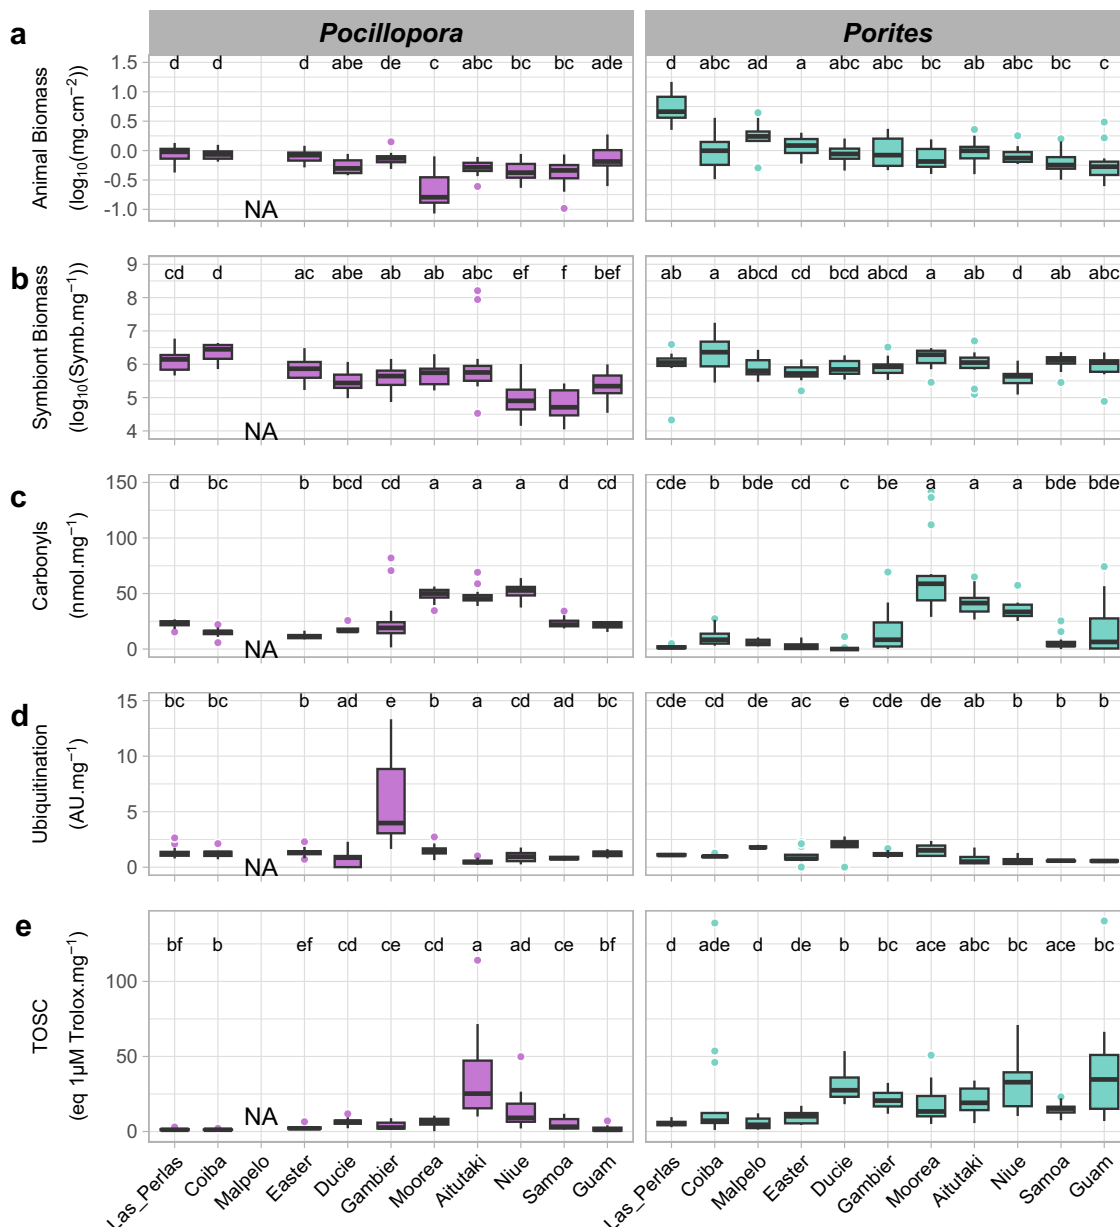 Pocillopora Porites
a
Animal Biomass
(log10(mg.cm−2))
1.5
1.0
0.5
0.0
-0.5
-1.0
d d d abe de c abc bc bc ade
d abc ad a abc abc bc ab abc bc c
NA
b
Symbiont Biomass
(log10(Symb.mg−1))
9
8
7
6
5
4
cd d ac abe ab ab abc ef f bef
ab a abcd cd bcd abcd a ab d ab abc
NA
c
Carbonyls
(nmol.mg−1)
150
100
50
0
d bc b bcd cd a a a d cd
cde b bde cd c be a a a bde bde
NA
d
Ubiquitination
(AU.mg−1)
15
10
5
0
bc bc b ad e b a cd ad bc
cde cd de ac e cde de ab b b b
NA
e
TOSC
(eq 1µM Trolox.mg−1)
100
50
0
bf b ef cd ce cd a ad ce bf
d ade d de b bc ace abc bc ace bc
NA
Las_Perlas Coiba Malpelo Easter Ducie Gambier Moorea Aitutaki Niue Samoa Guam
Las_Perlas Coiba Malpelo Easter Ducie Gambier Moorea Aitutaki Niue Samoa Guam